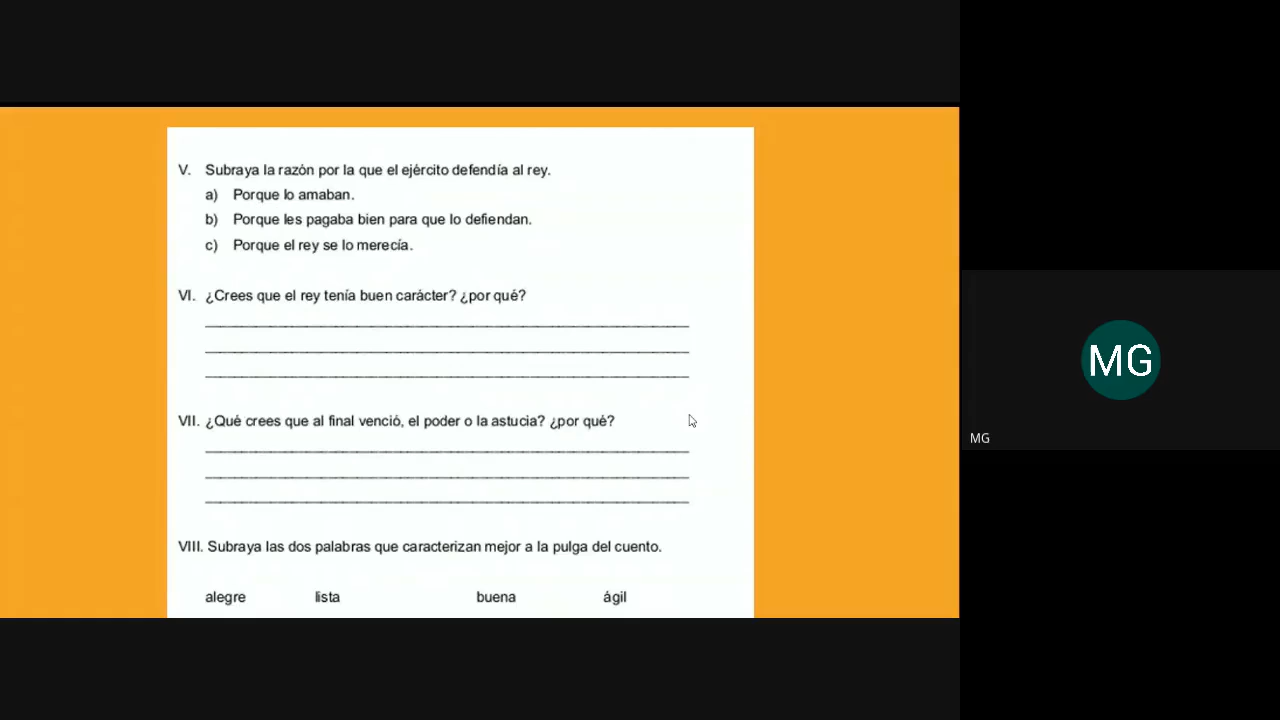 V. Subraya la razón por la que el ejército defendía al rey.
a) Porque lo amaban.
b) Porque les pagaba bien para que lo defiendan.
c) Porque el rey se lo merecía.
VI. ¿Crees que el rey tenía buen carácter? ¿por qué?
VII. ¿Qué crees que al final venció, el poder o la astucia? ¿por qué?
VIII. Subraya las dos palabras que caracterizan mejor a la pulga del cuento.
alegre lista buena ágil
MG
MG